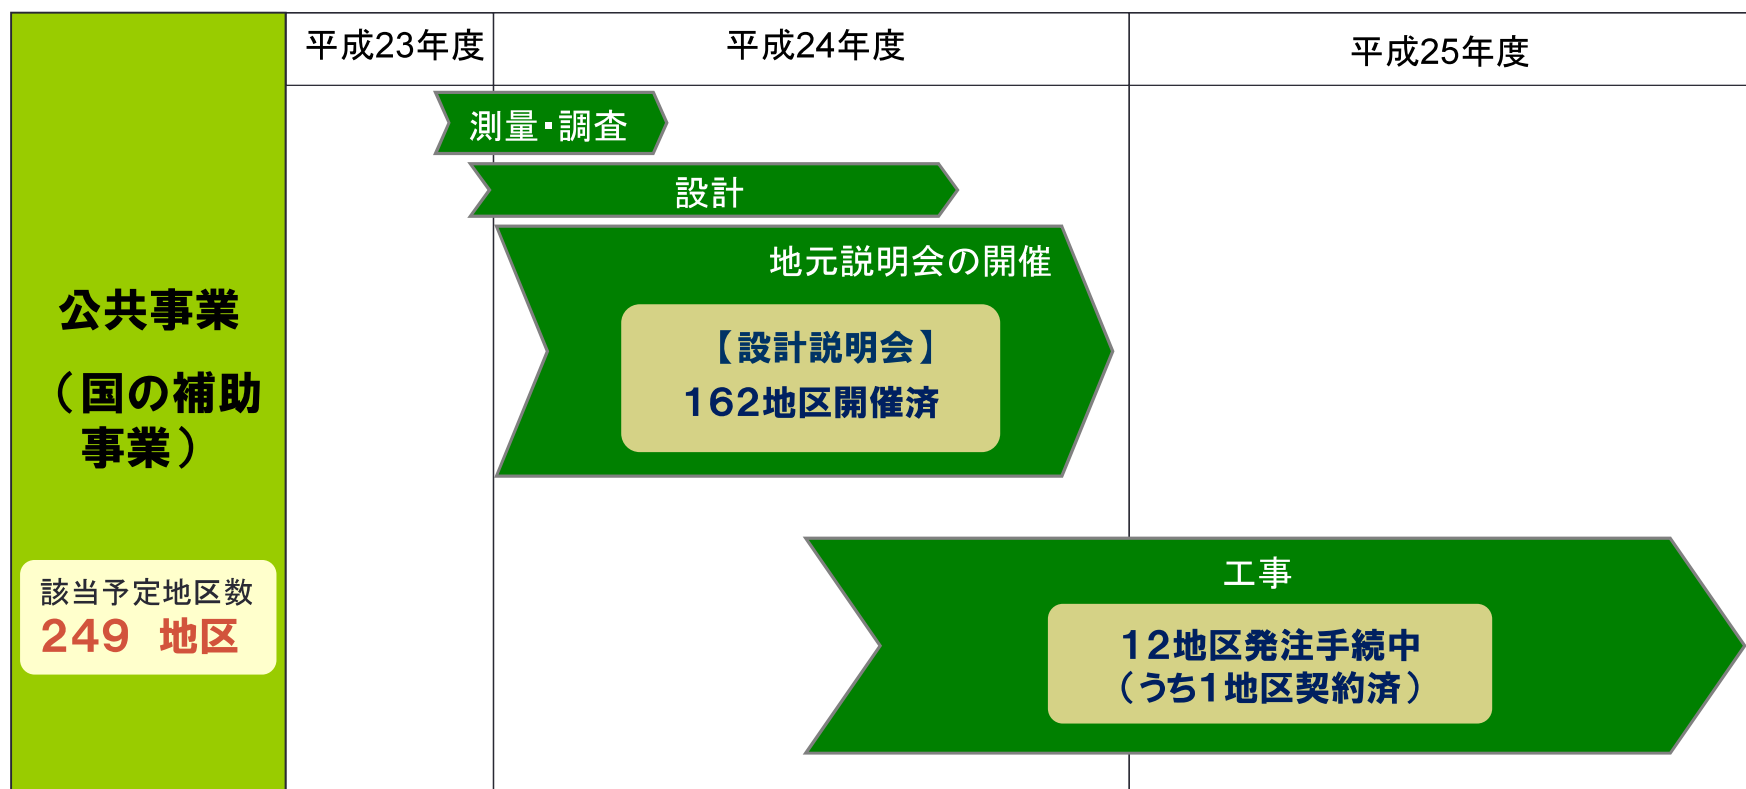 平成23年度
平成24年度
平成25年度
測量・調査
設計
地元説明会の開催
【設計説明会】
162地区開催済
公共事業
（国の補助
事業）
該当予定地区数
249　地区
工事
12地区発注手続中
（うち1地区契約済）